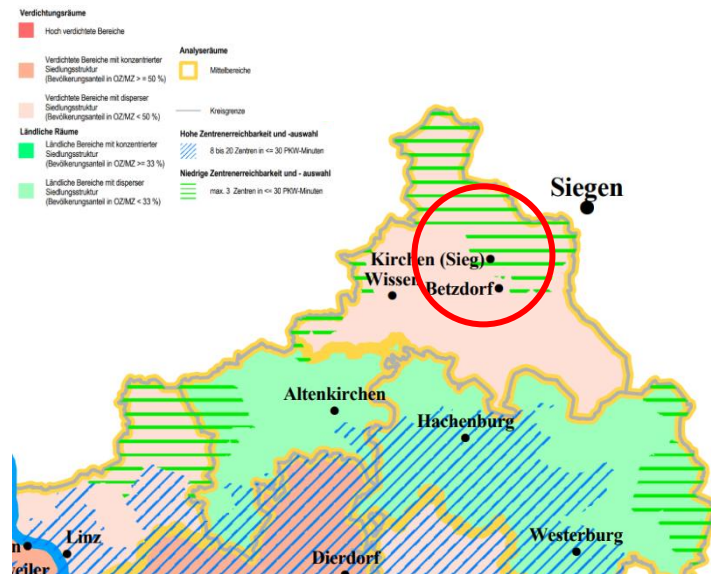 Verdichtungsräume
Hoch verdichtete Bereiche
Verdichtete Bereiche mit konzentrierter
Siedlungsstruktur
(Bevölkerungsanteil in OZ/MZ > = 50 %)
Verdichtete Bereiche mit disperser
Siedlungsstruktur
(Bevölkerungsanteil in OZ/MZ < 50 %)
Ländliche Räume
Ländliche Bereiche mit konzentrierter
Siedlungsstruktur
(Bevölkerungsanteil in OZ/MZ >= 33 %)
Ländliche Bereiche mit disperser
Siedlungsstruktur
(Bevölkerungsanteil in OZ/MZ < 33 %)
Analyseräume
Mittelbereiche
Kreisgrenze
Hohe Zentrenerreichbarkeit und -auswahl
8 bis 20 Zentren in <= 30 PKW-Minuten
Niedrige Zentrenerreichbarkeit und - auswahl
max. 3 Zentren in <= 30 PKW-Minuten
Siegen
Kirchen (Sieg)
Wissen
Betzdorf
Altenkirchen
Hachenburg
Linz
Westerburg
Dierdorf
n
weiler